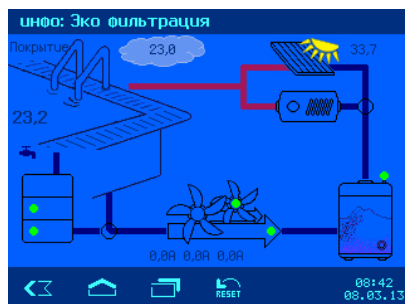 инфо: Эко фильтрация
Покрытие
23,0
33,7
23,2
0,0A 0,0A 0,0A
RESET
08:42
08.03.13